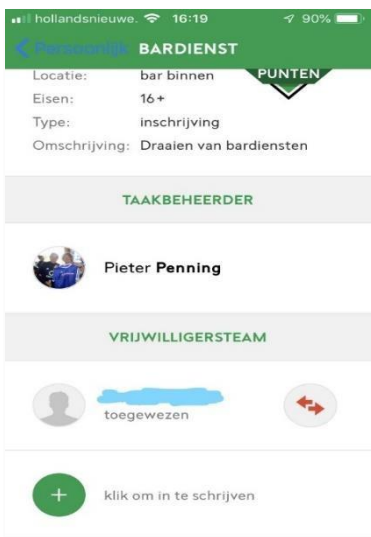 hollandsnieuwe. 16:19 90%
Persoonlijk BARDIENST
Locatie: bar binnen
PUNTEN
Eisen: 16+
Type: inschrijving
Omschrijving: Draaien van bardiensten
TAAKBEHEERDER
Pieter Penning
VRIJWILLIGERSTEAM
toegewezen
+ klik om in te schrijven